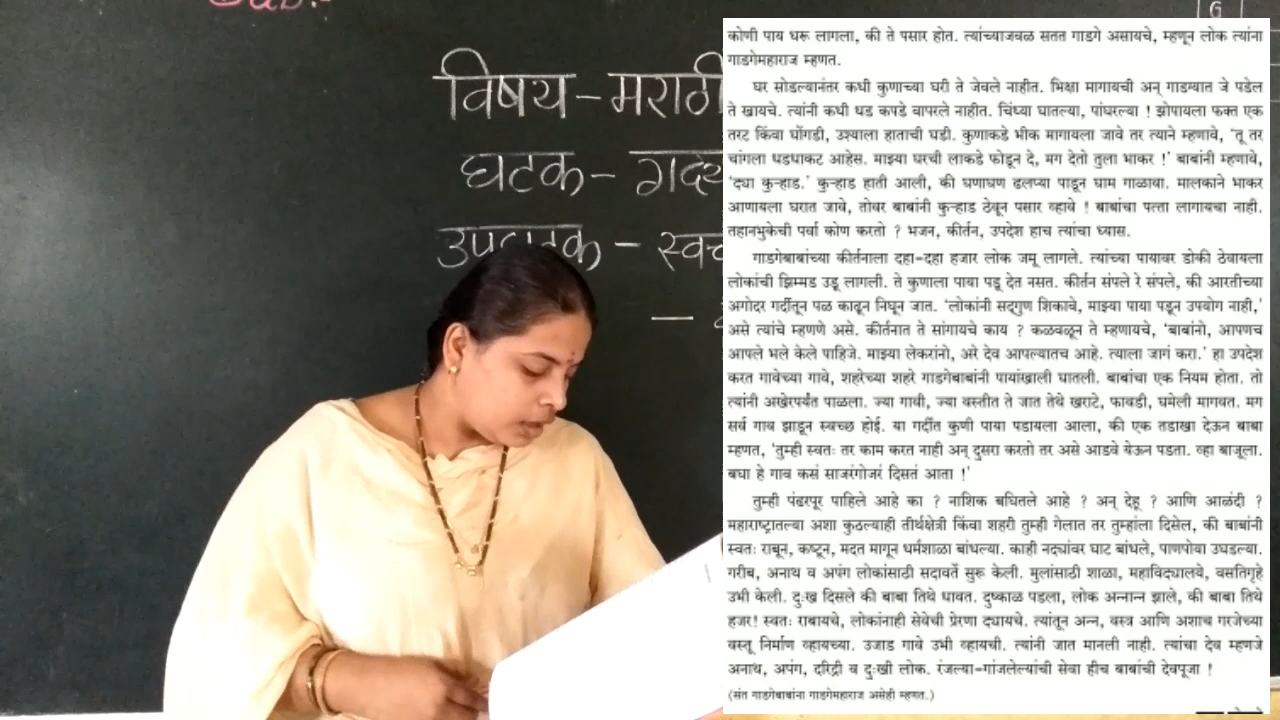 Sub:-
G
विषय - मराठी
घटक -
उपघटक -
-
कोणी पाय धरू लागला, की ते पसार होत. त्यांच्याजवळ सतत गाडगे असायचे, म्हणून लोक त्यांना
गाडगेमहाराज म्हणत.
घर सोडल्यानंतर कधी कुणाच्या घरी ते जेवले नाहीत. भिक्षा मागायची अन् गाडग्यात जे पडेल
ते खायचे. त्यांनी कधी धड कपडे वापरले नाहीत. चिंध्या घातल्या, पांघरल्या ! झोपायला फक्त एक
तरट किंवा घोंगडी, उश्याला हाताची घडी. कुणाकडे भीक मागायला जावे तर त्याने म्हणावे, ‘तू तर
चांगला धडधाकट आहेस. माझ्या घरची लाकडे फोडून दे, मग देतो तुला भाकर !’ बाबांनी म्हणावे,
‘द्या कुऱ्हाड.’ कुऱ्हाड हाती आली, की घणाघण ढलप्या पाडून घाम गाळावा. मालकाने भाकर
आणायला घरात जावे, तोवर बाबांनी कुऱ्हाड ठेवून पसार व्हावे ! बाबांचा पत्ता लागायचा नाही.
तहानभुकेची पर्वा कोण करतो ? भजन, कीर्तन, उपदेश हाच त्यांचा ध्यास.
गाडगेबाबांच्या कीर्तनाला दहा-दहा हजार लोक जमू लागले. त्यांच्या पायावर डोकी ठेवायला
लोकांची झिम्मड उडू लागली. ते कुणाला पाया पडू देत नसत. कीर्तन संपले रे संपले, की आरतीच्या
अगोदर गर्दीतून पळ काढून निघून जात. ‘लोकांनी सद्गुण शिकावे, माझ्या पाया पडून उपयोग नाही,’
असे त्यांचे म्हणणे असे. कीर्तनात ते सांगायचे काय ? कळवळून ते म्हणायचे, ‘बाबांनो, आपणच
आपले भले केले पाहिजे. माझ्या लेकरांनो, अरे देव आपल्यातच आहे. त्याला जागं करा.’ हा उपदेश
करत गावेच्या गावे, शहरेच्या शहरे गाडगेबाबांनी पायांखाली घातली. बाबांचा एक नियम होता. तो
त्यांनी अखेरपर्यंत पाळला. ज्या गावी, ज्या वस्तीत ते जात तेथे खराटे, फावडी, घमेली मागवत. मग
सर्व गाव झाडून स्वच्छ होई. या गर्दीत कुणी पाया पडायला आला, की एक तडाखा देऊन बाबा
म्हणत, ‘तुम्ही स्वतः तर काम करत नाही अन् दुसरा करतो तर असे आडवे येऊन पडता. व्हा बाजूला.
बघा हे गाव कसं साजरंगोजरं दिसतं आता !’
तुम्ही पंढरपूर पाहिले आहे का ? नाशिक बघितले आहे ? अन् देहू ? आणि आळंदी ?
महाराष्ट्रातल्या अशा कुठल्याही तीर्थक्षेत्री किंवा शहरी तुम्ही गेलात तर तुम्हांला दिसेल, की बाबांनी
स्वतः राबून, कष्टून, मदत मागून धर्मशाळा बांधल्या. काही नद्यांवर घाट बांधले, पाणपोया उघडल्या.
गरीब, अनाथ व अपंग लोकांसाठी सदावर्ते सुरू केली. मुलांसाठी शाळा, महाविद्यालये, वसतिगृहे
उभी केली. दुःख दिसले की बाबा तिथे धावत. दुष्काळ पडला, लोक अन्नान्न झाले, की बाबा तिथे
हजर! स्वतः राबायचे, लोकांनाही सेवेची प्रेरणा द्यायचे. त्यांतून अन्न, वस्त्र आणि अशाच गरजेच्या
वस्तू निर्माण व्हायच्या. उजाड गावे उभी व्हायची. त्यांनी जात मानली नाही. त्यांचा देव म्हणजे
अनाथ, अपंग, दरिद्री व दुःखी लोक. रंजल्या-गांजलेल्यांची सेवा हीच बाबांची देवपूजा !
(संत गाडगेबाबांना गाडगेमहाराज असेही म्हणत.)